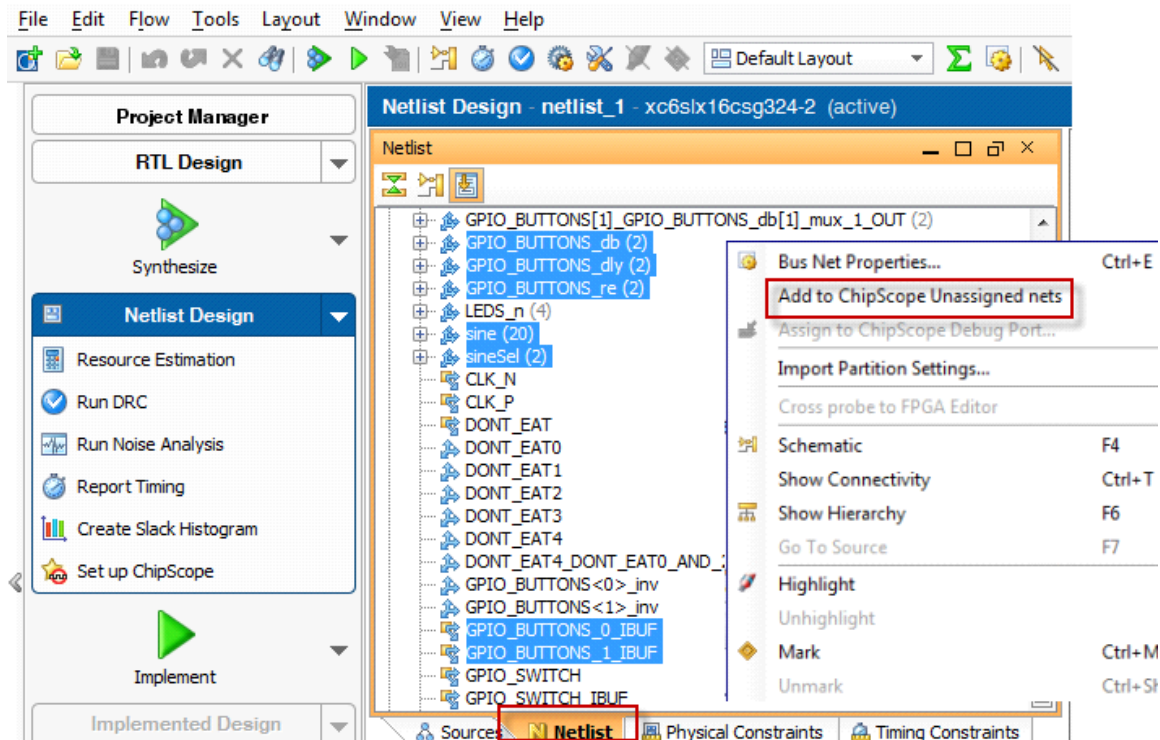 File Edit Flow Tools Layout Window View Help
Default Layout
Project Manager
RTL Design
Synthesize
Netlist Design
Resource Estimation
Run DRC
Run Noise Analysis
Report Timing
Create Slack Histogram
Set up ChipScope
Implement
Implemented Design
Netlist Design - netlist_1 - xc6slx16csg324-2 (active)
Netlist
GPIO_BUTTONS[1]_GPIO_BUTTONS_db[1]_mux_1_OUT (2)
GPIO_BUTTONS_db (2)
GPIO_BUTTONS_dly (2)
GPIO_BUTTONS_re (2)
LEDS_n (4)
sine (20)
sineSel (2)
CLK_N
CLK_P
DONT_EAT
DONT_EAT0
DONT_EAT1
DONT_EAT2
DONT_EAT3
DONT_EAT4
DONT_EAT4_DONT_EAT0_AND_
GPIO_BUTTONS<0>_inv
GPIO_BUTTONS<1>_inv
GPIO_BUTTONS_0_IBUF
GPIO_BUTTONS_1_IBUF
GPIO_SWITCH
GPIO_SWITCH_IBUF
Sources Netlist Physical Constraints Timing Constraints
Bus Net Properties... Ctrl+E
Add to ChipScope Unassigned nets
Assign to ChipScope Debug Port...
Import Partition Settings...
Cross probe to FPGA Editor
Schematic F4
Show Connectivity Ctrl+T
Show Hierarchy F6
Go To Source F7
Highlight
Unhighlight
Mark Ctrl+M
Unmark Ctrl+Sh